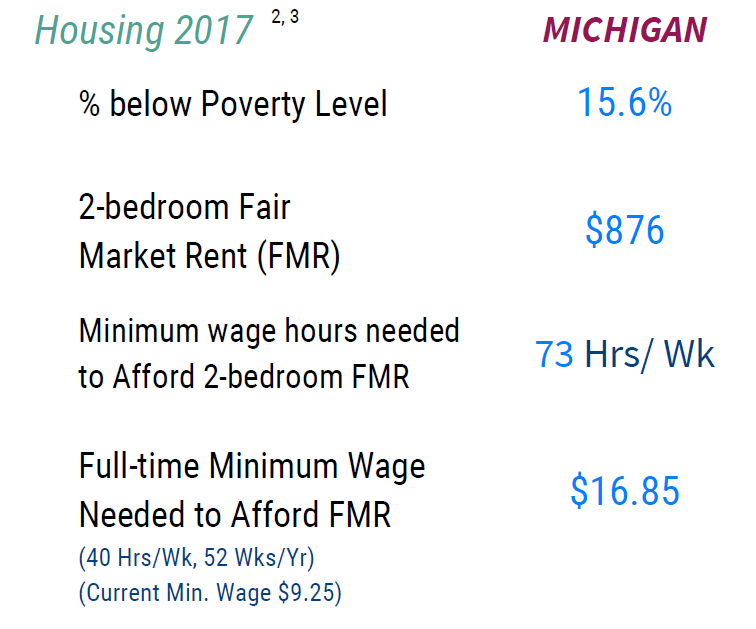 Housing 2017 2, 3 MICHIGAN
% below Poverty Level 15.6%
2-bedroom Fair
Market Rent (FMR)
$876
Minimum wage hours needed
to Afford 2-bedroom FMR
73 Hrs/ Wk
Full-time Minimum Wage
Needed to Afford FMR
$16.85
(40 Hrs/Wk, 52 Wks/Yr)
(Current Min. Wage $9.25)